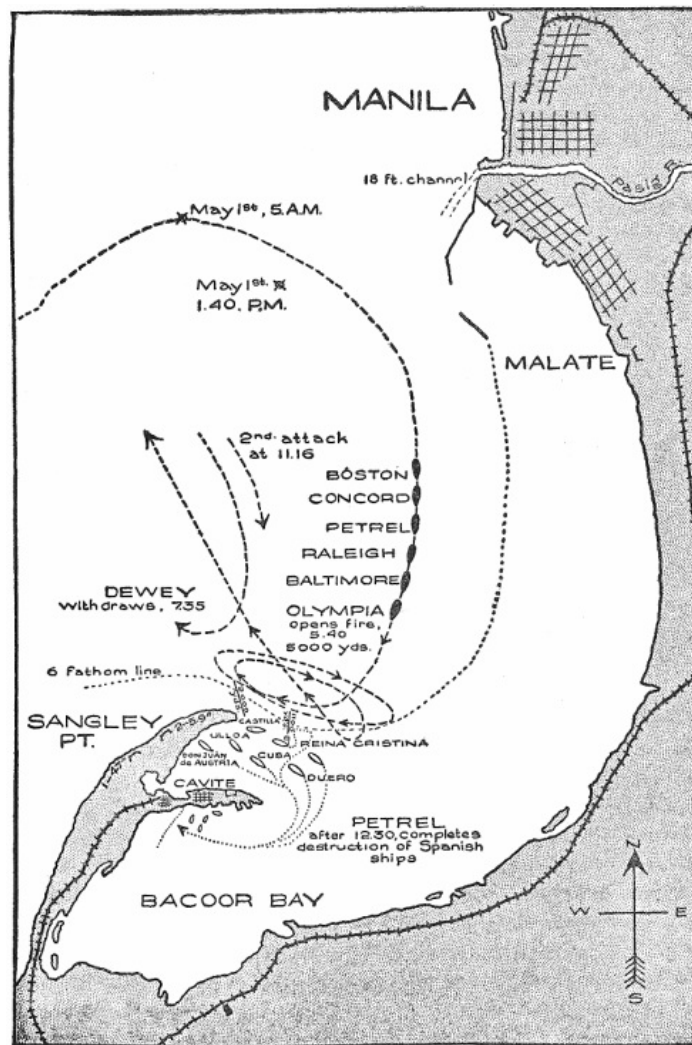 MANILA
18 ft. channel
Pasig R.
May 1st, 5.A.M.
May 1st.
1.40. P.M.
MALATE
2nd. attack
at 11.16
BOSTON
CONCORD
PETREL
RALEIGH
BALTIMORE
OLYMPIA
opens fire,
5.40
5000 yds.
DEWEY
withdraws, 7.35
6 Fathom line
SANGLEY
PT.
CASTILLA
ULLOA
DON JUAN
de AUSTRIA
CUBA
REINA CRISTINA
DUERO
CAVITE
PETREL
after 12.30, completes
destruction of Spanish
ships
BACOOR BAY
N
W
E
S